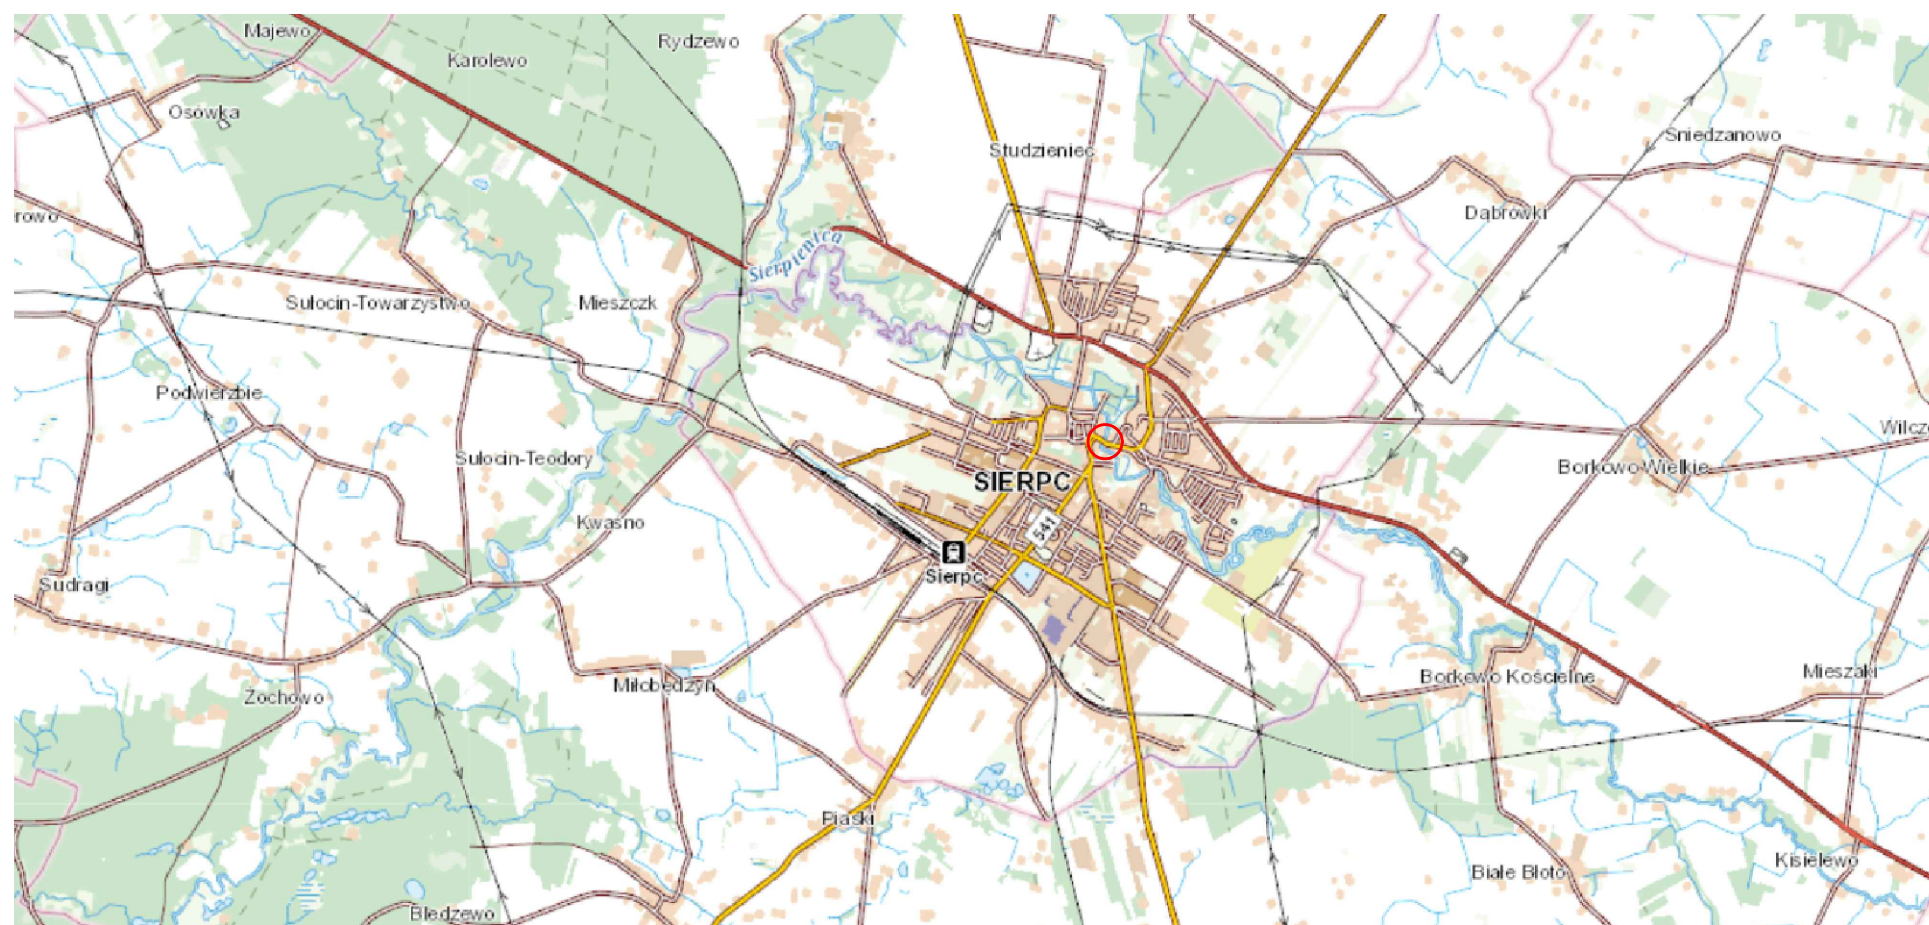 Majewo
Rydzewo
Karolewo
Osówka
Sniedzanowo
Studzieniec
rowo
Dąbrówki
Sierpienica
Sułocin-Towarzystwo
Mieszczk
Podwierzbie
Wilcz
Sułocin-Teodory
Borkowo Wielkie
SIERPC
Kwaśno
541
P
Sierpc
Sudragi
Miłobędzyn
Borkowo Kościelne
Mieszaki
Żochowo
Piaski
Kisielewo
Białe Błoto
Bledzewo